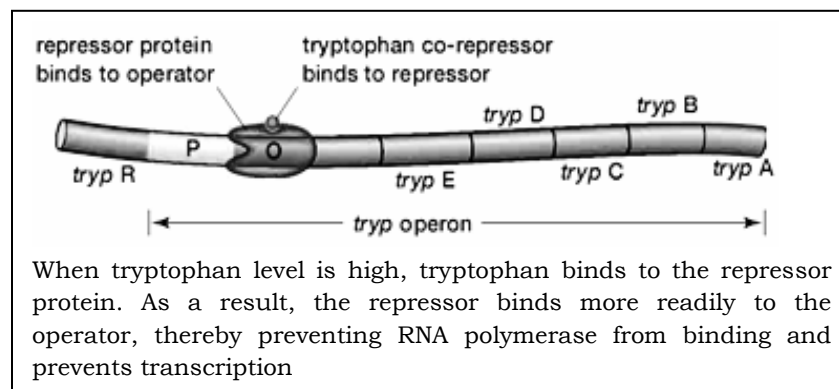 repressor protein
binds to operator
tryptophan co-repressor
binds to repressor
tryp R
P
O
tryp E
tryp D
tryp C
tryp B
tryp A
tryp operon
When tryptophan level is high, tryptophan binds to the repressor
protein. As a result, the repressor binds more readily to the
operator, thereby preventing RNA polymerase from binding and
prevents transcription